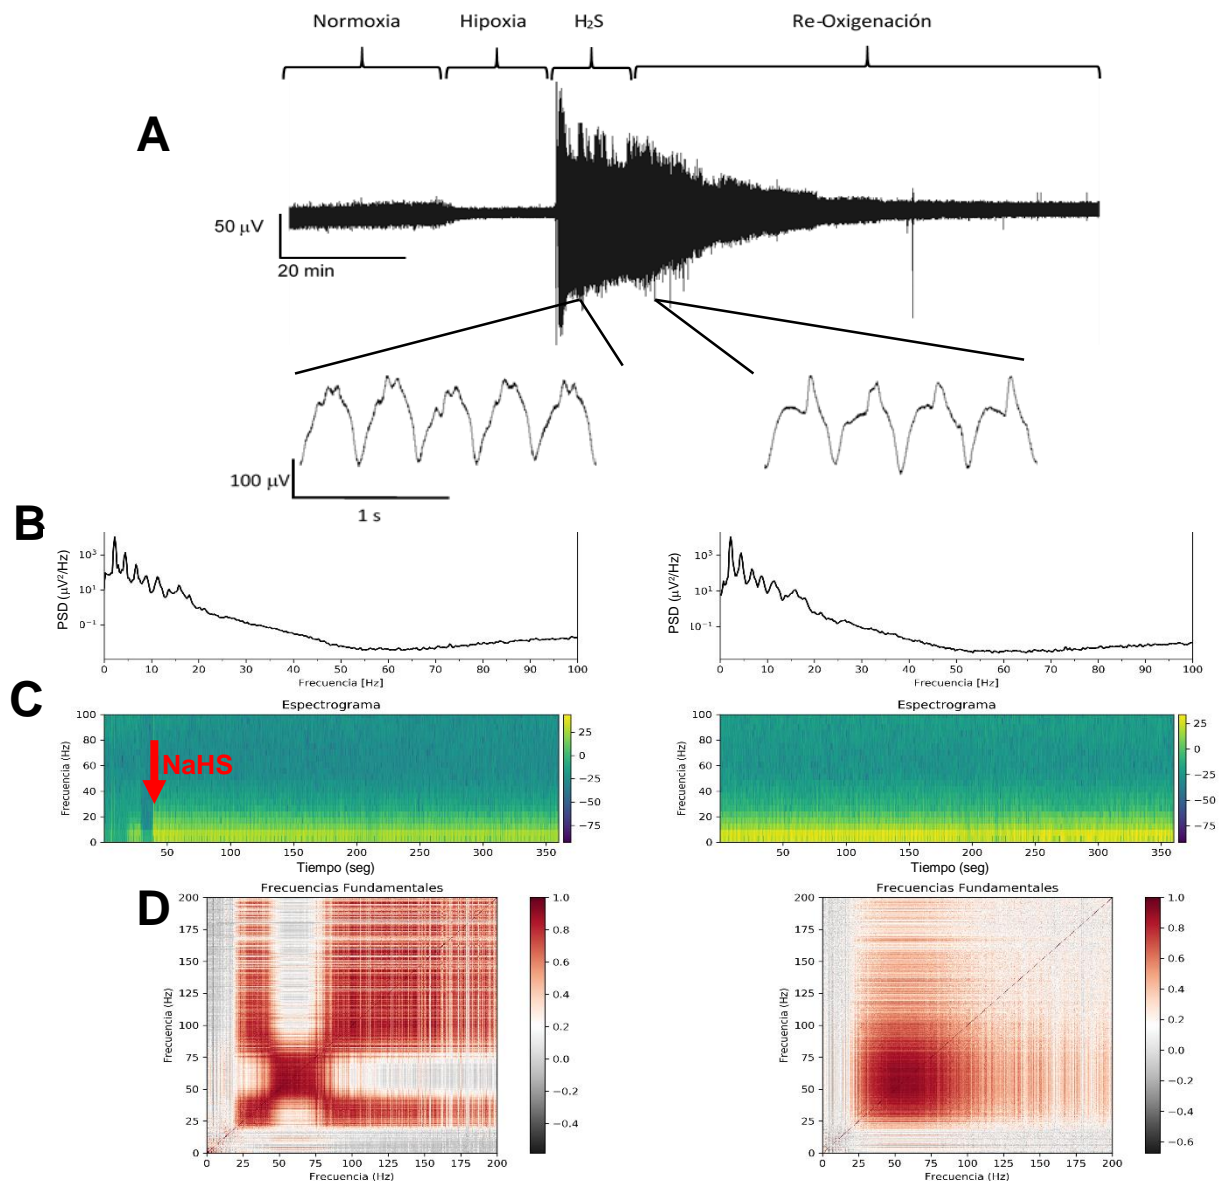 Normoxia Hipoxia H₂S Re-Oxigenación
A
50 µV
20 min
100 µV
1 s
B
PSD (µV²/Hz)
10³
10¹
10⁻¹
0 10 20 30 40 50 60 70 80 90 100
Frecuencia [Hz]
PSD (µV²/Hz)
10³
10¹
10⁻¹
0 10 20 30 40 50 60 70 80 90 100
Frecuencia [Hz]
C
Espectrograma
Frecuencia (Hz)
100
80
60
40
20
0
NaHS
50 100 150 200 250 300 350
Tiempo (seg)
25
0
−25
−50
−75
Espectrograma
Frecuencia (Hz)
100
80
60
40
20
0
50 100 150 200 250 300 350
Tiempo (seg)
25
0
−25
−50
−75
D
Frecuencias Fundamentales
Frecuencia (Hz)
200
175
150
125
100
75
50
25
0
0 25 50 75 100 125 150 175 200
Frecuencia (Hz)
1.0
0.8
0.6
0.4
0.2
0.0
−0.2
−0.4
Frecuencias Fundamentales
Frecuencia (Hz)
200
175
150
125
100
75
50
25
0
0 25 50 75 100 125 150 175 200
Frecuencia (Hz)
1.0
0.8
0.6
0.4
0.2
0.0
−0.2
−0.4
−0.6